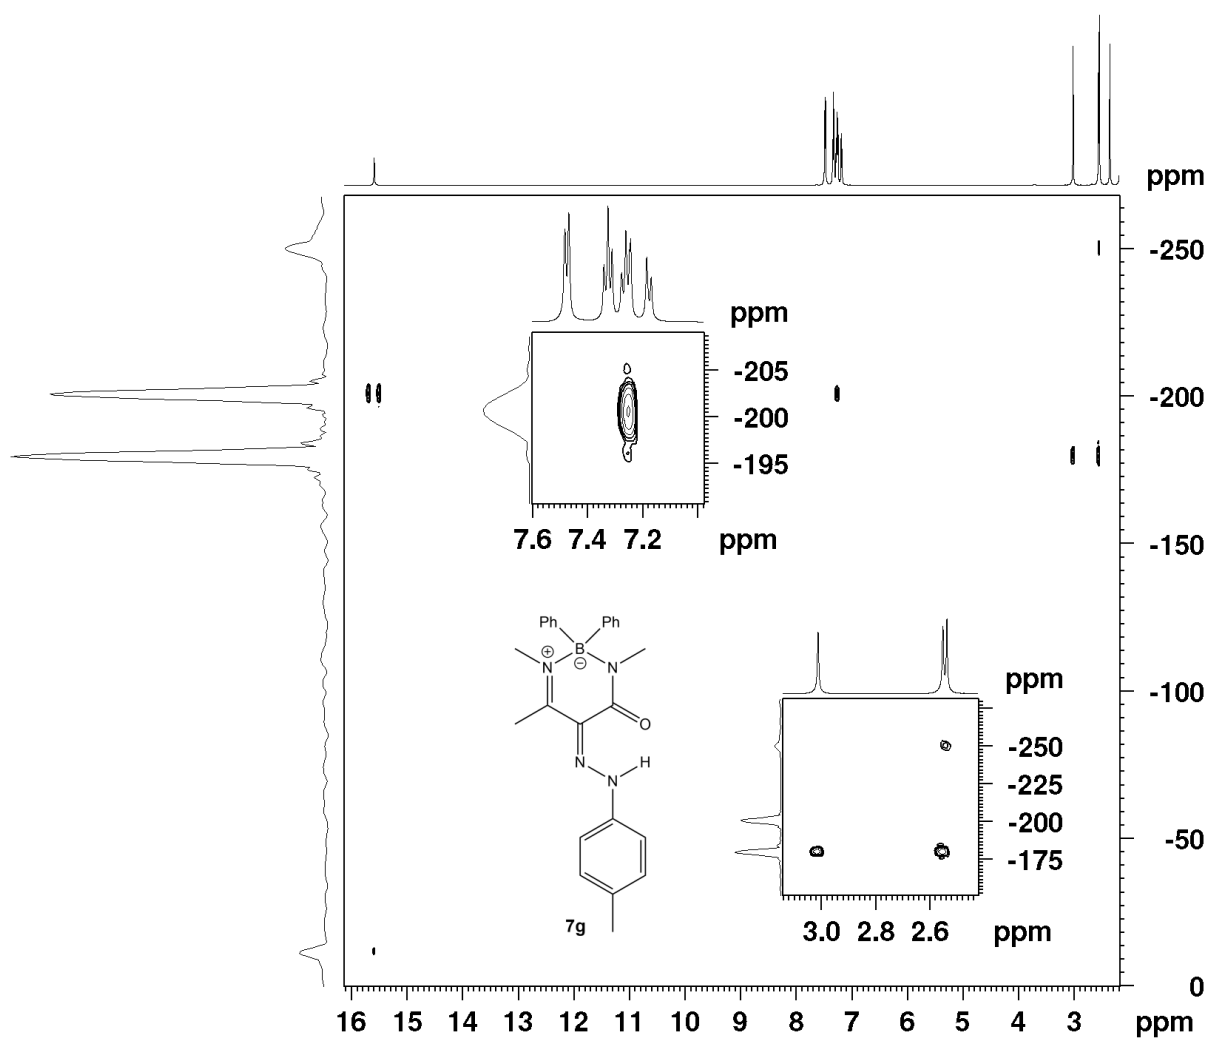 ppm
-250
-200
-150
-100
-50
0
ppm
-205
-200
-195
7.6 7.4 7.2 ppm
Ph Ph
⊕ B
N ⊖ N
O
N H
N
7g
ppm
-250
-225
-200
-175
3.0 2.8 2.6 ppm
16 15 14 13 12 11 10 9 8 7 6 5 4 3 ppm